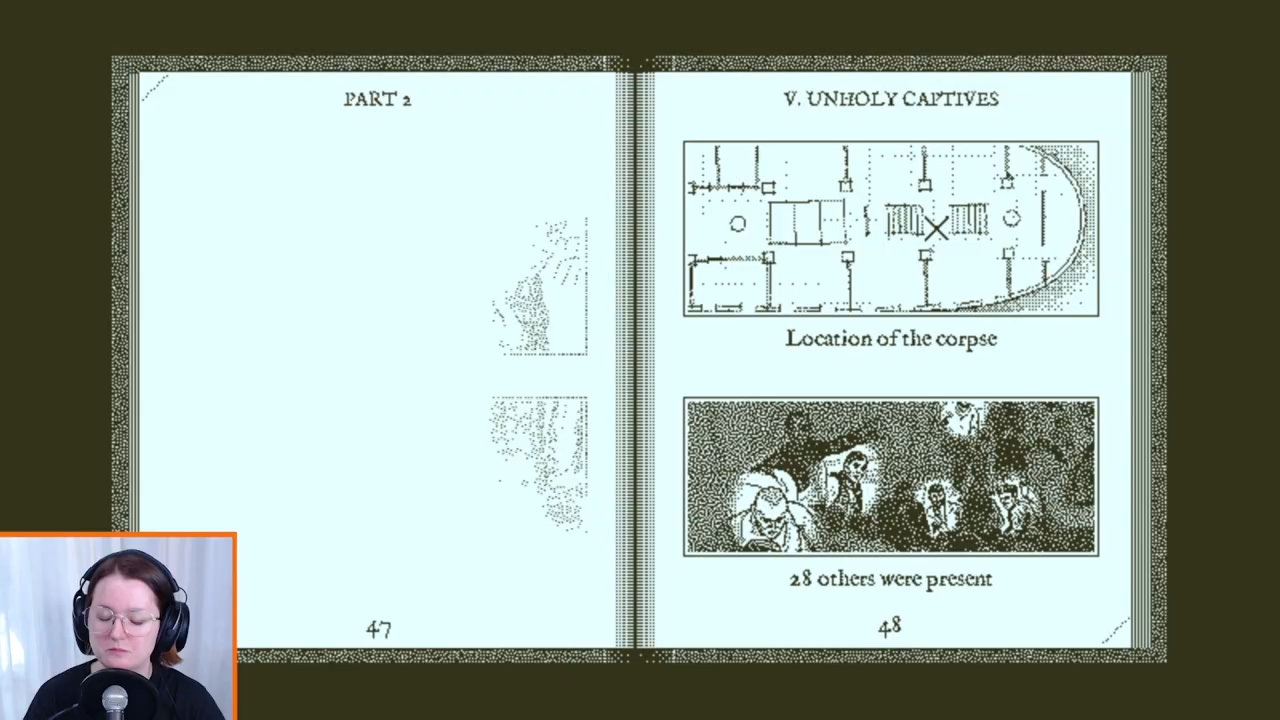 PART 2
47
V. UNHOLY CAPTIVES
Location of the corpse
28 others were present
48